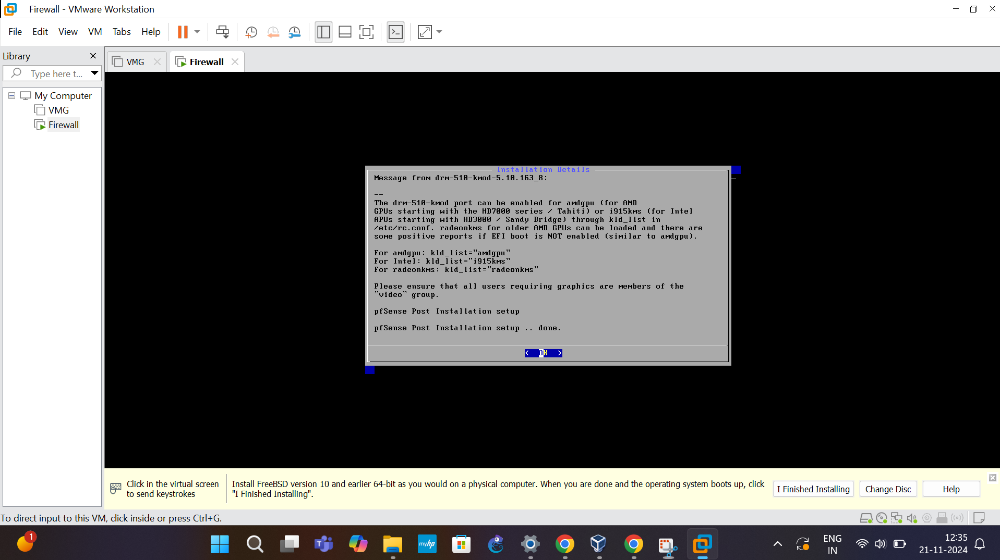 Firewall - VMware Workstation
File Edit View VM Tabs Help
Library
Type here t...
My Computer
VMG
Firewall
VMG
Firewall
Installation Details
Message from drm-510-kmod-5.10.163_8:
--
The drm-510-kmod port can be enabled for amdgpu (for AMD
GPUs starting with the HD7000 series / Tahiti) or i915kms (for Intel
APUs starting with HD3000 / Sandy Bridge) through kld_list in
/etc/rc.conf. radeonkms for older AMD GPUs can be loaded and there are
some positive reports if EFI boot is NOT enabled (similar to amdgpu).
For amdgpu: kld_list="amdgpu"
For Intel: kld_list="i915kms"
For radeonkms: kld_list="radeonkms"
Please ensure that all users requiring graphics are members of the
"video" group.
pfSense Post Installation setup
pfSense Post Installation setup .. done.
< OK >
Click in the virtual screen
to send keystrokes
Install FreeBSD version 10 and earlier 64-bit as you would on a physical computer. When you are done and the operating system boots up, click
"I Finished Installing".
I Finished Installing
Change Disc
Help
To direct input to this VM, click inside or press Ctrl+G.
1
T
myhp
ENG
IN
12:35
21-11-2024